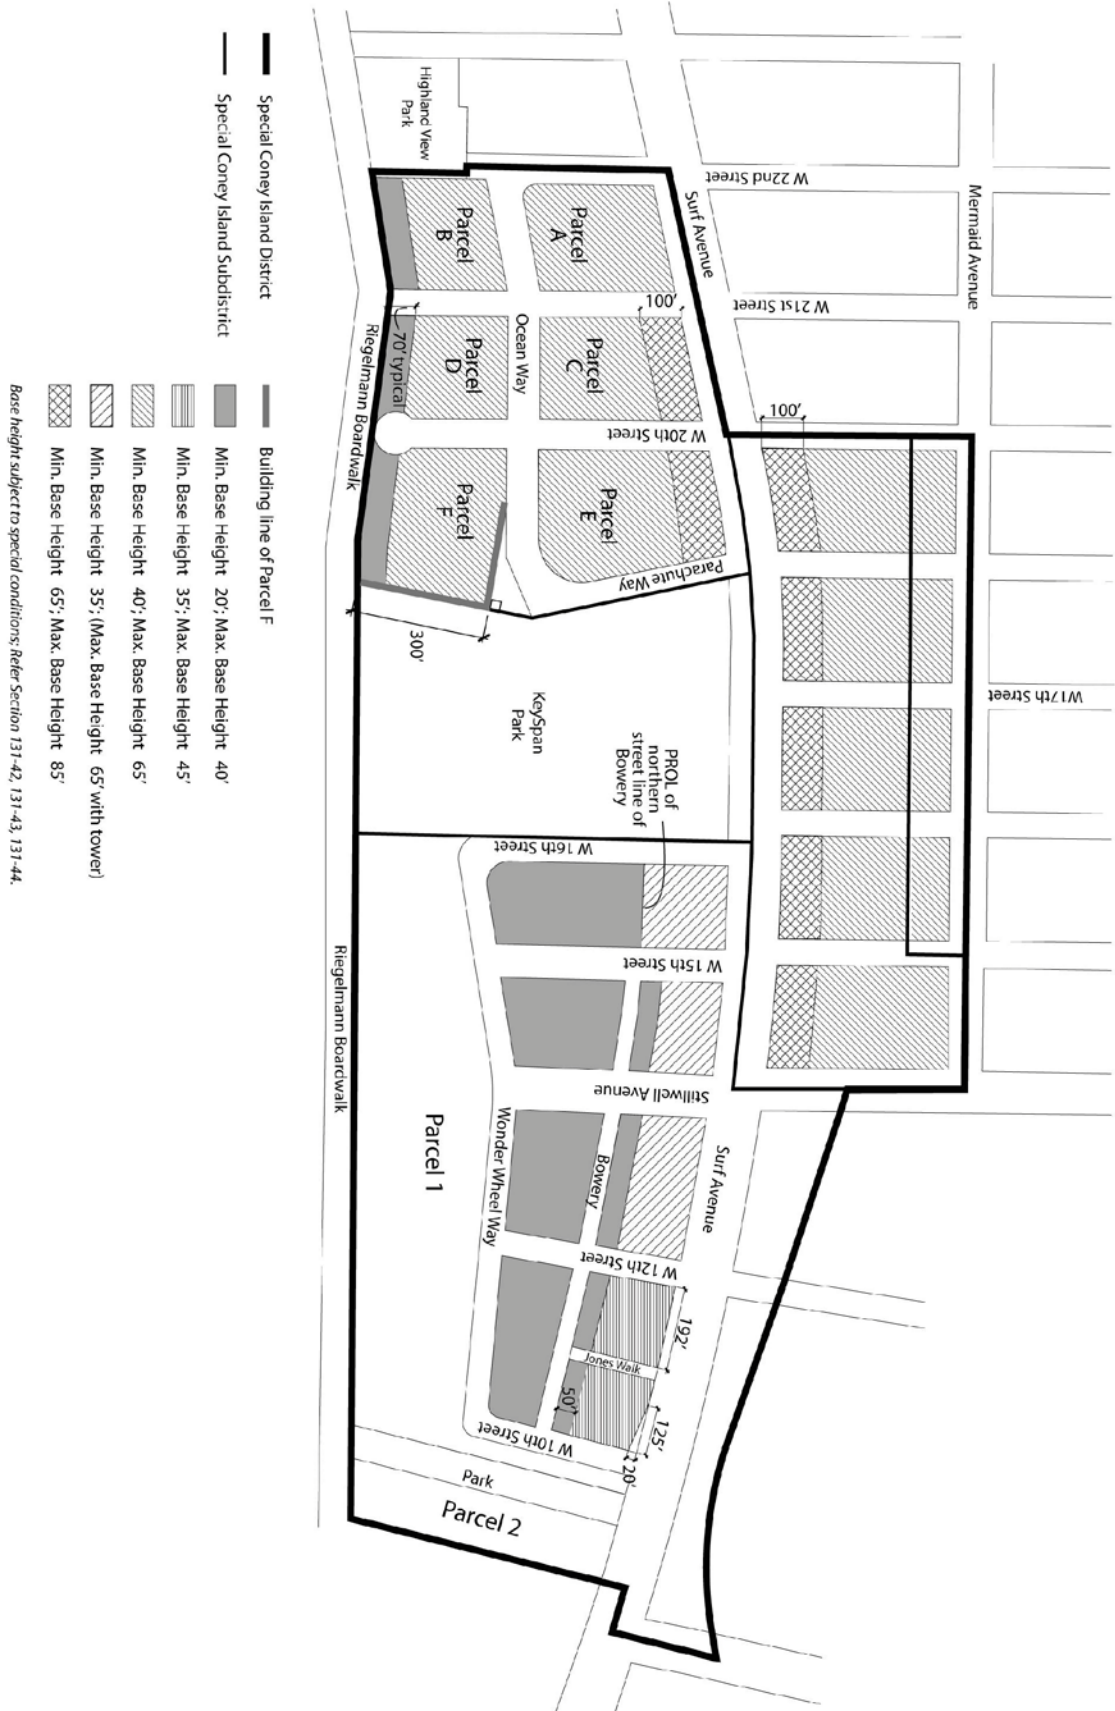 Mermaid Avenue
W 22nd Street
W 21st Street
W17th Street
Surf Avenue
100'
100'
Highland View
Park
Parcel
A
Parcel
B
Parcel
C
Parcel
D
Parcel
E
Parcel
F
Ocean Way
W 20th Street
Parachute Way
70' typical
300'
Riegelmann Boardwalk
KeySpan
Park
PROL of
northern
street line of
Bowery
W 16th Street
W 15th Street
Stillwell Avenue
Surf Avenue
Bowery
Wonder Wheel Way
W 12th Street
192'
Jones Walk
50'
125'
20'
W 10th Street
Parcel 1
Park
Parcel 2
Riegelmann Boardwalk
Special Coney Island District
Special Coney Island Subdistrict
Building line of Parcel F
Min. Base Height 20'; Max. Base Height 40'
Min. Base Height 35'; Max. Base Height 45'
Min. Base Height 40'; Max. Base Height 65'
Min. Base Height 35'; (Max. Base Height 65' with tower)
Min. Base Height 65'; Max. Base Height 85'
Base height subject to special conditions; Refer Section 131-42, 131-43, 131-44.